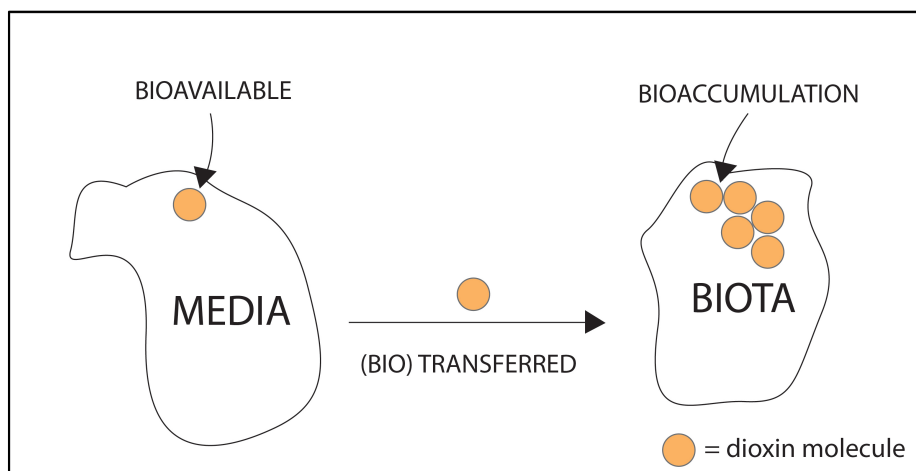 BIOAVAILABLE
BIOACCUMULATION
MEDIA
BIOTA
(BIO) TRANSFERRED
= dioxin molecule